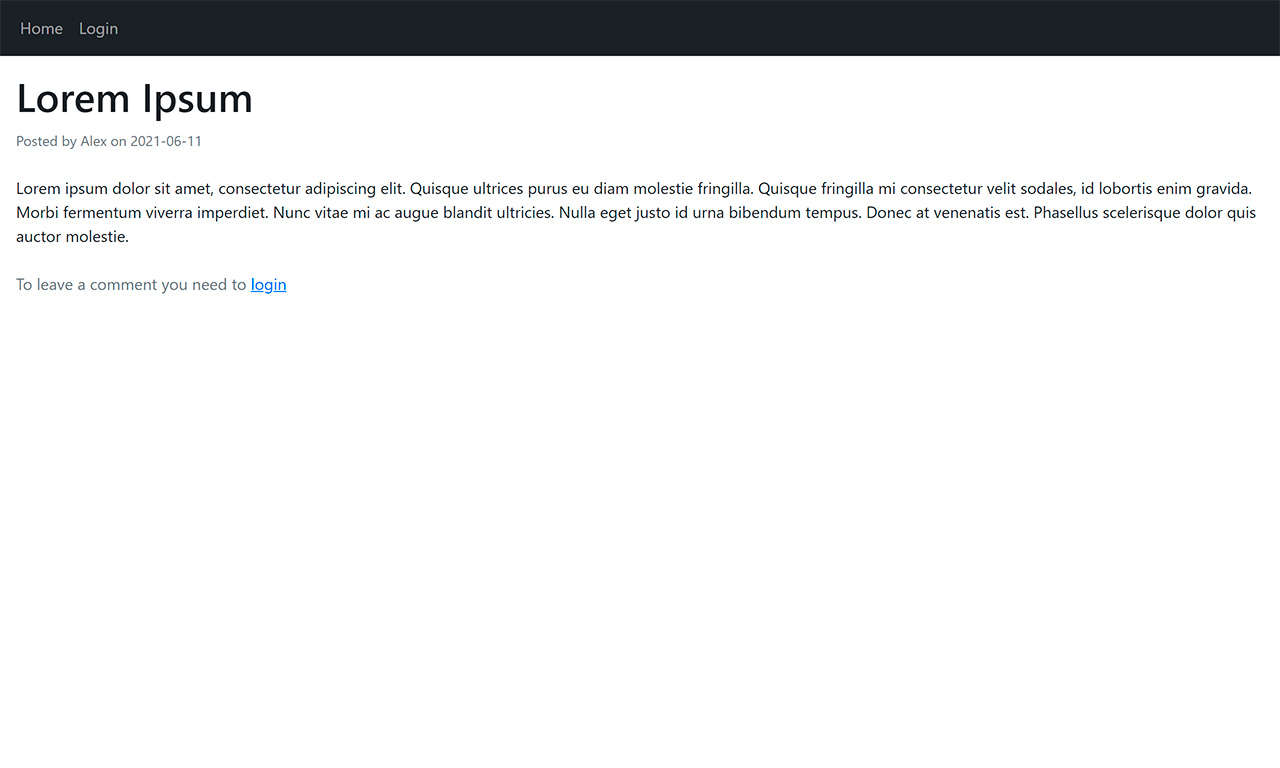 Home Login
Lorem Ipsum
Posted by Alex on 2021-06-11
Lorem ipsum dolor sit amet, consectetur adipiscing elit. Quisque ultrices purus eu diam molestie fringilla. Quisque fringilla mi consectetur velit sodales, id lobortis enim gravida.
Morbi fermentum viverra imperdiet. Nunc vitae mi ac augue blandit ultricies. Nulla eget justo id urna bibendum tempus. Donec at venenatis est. Phasellus scelerisque dolor quis
auctor molestie.
To leave a comment you need to login